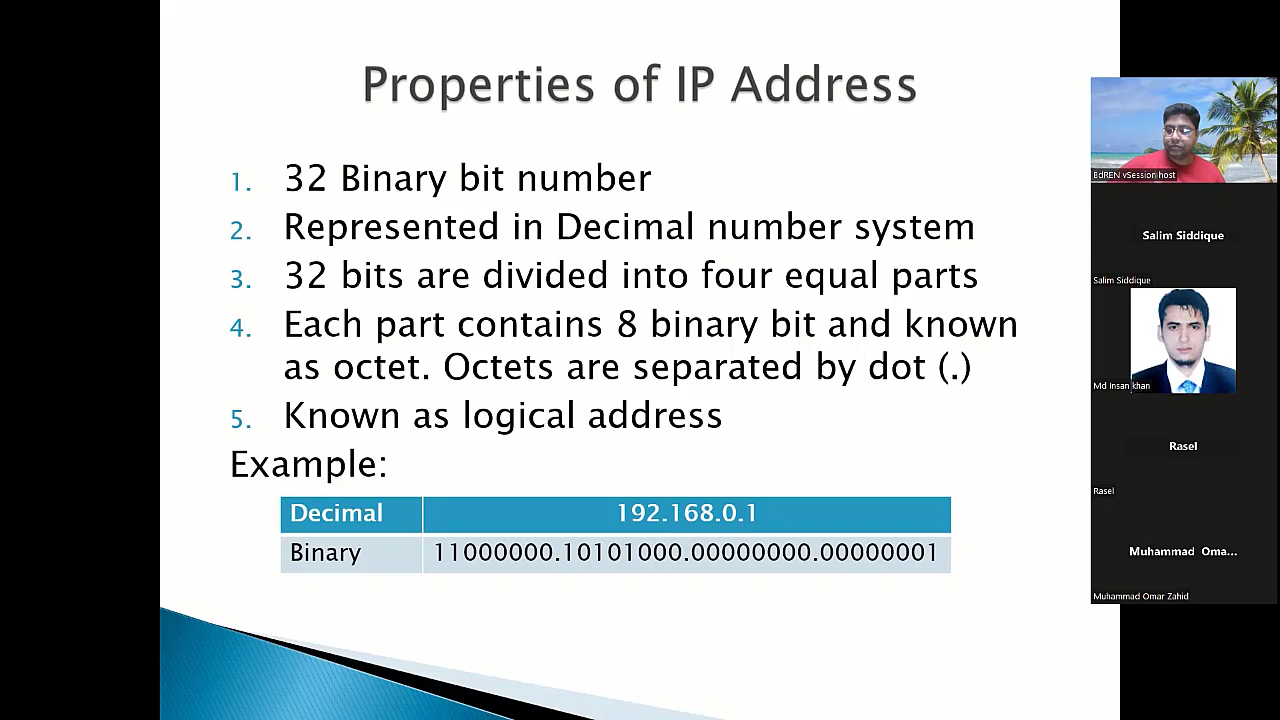 Properties of IP Address
1. 32 Binary bit number
2. Represented in Decimal number system
3. 32 bits are divided into four equal parts
4. Each part contains 8 binary bit and known
as octet. Octets are separated by dot (.)
5. Known as logical address
Example:
Decimal 192.168.0.1
Binary 11000000.10101000.00000000.00000001
BdREN vSession host
Salim Siddique
Salim Siddique
Md Insan khan
Rasel
Rasel
Muhammad Oma...
Muhammad Omar Zahid